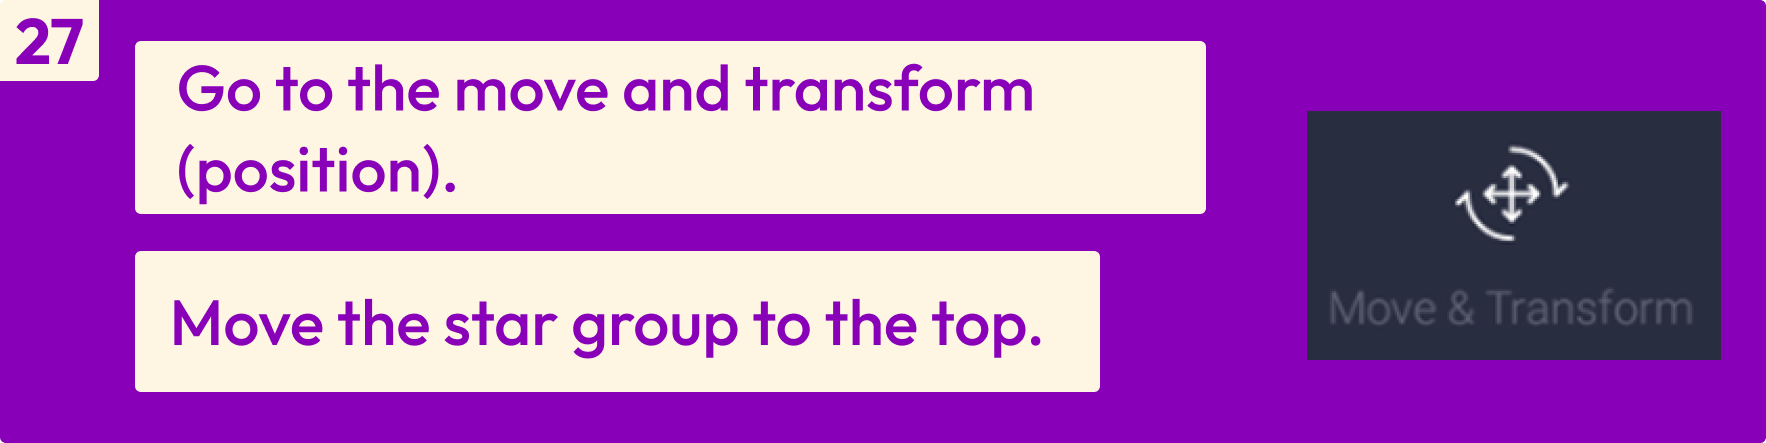 27
Go to the move and transform
(position).
Move the star group to the top.
Move & Transform